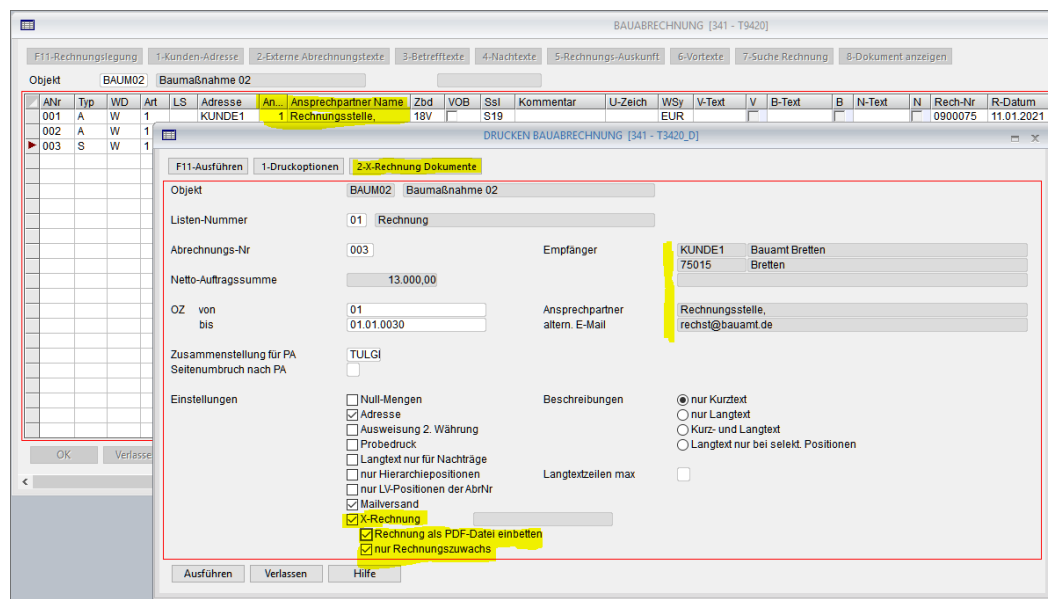 BAUABRECHNUNG [341 - T9420]
F11-Rechnungslegung 1-Kunden-Adresse 2-Externe Abrechnungstexte 3-Betrefftexte 4-Nachtexte 5-Rechnungs-Auskunft 6-Vortexte 7-Suche Rechnung 8-Dokument anzeigen
Objekt BAUM02 Baumaßnahme 02
ANr Typ WD Art LS Adresse An... Ansprechpartner Name Zbd VOB Ssl Kommentar U-Zeich WSy V-Text V B-Text B N-Text N Rech-Nr R-Datum
001 A W 1 KUNDE1 1 Rechnungsstelle, 18V S19 EUR 0900075 11.01.2021
002 A W 1
003 S W 1
DRUCKEN BAUABRECHNUNG [341 - T3420_D]
F11-Ausführen 1-Druckoptionen 2-X-Rechnung Dokumente
Objekt BAUM02 Baumaßnahme 02
Listen-Nummer 01 Rechnung
Abrechnungs-Nr 003 Empfänger KUNDE1 Bauamt Bretten
75015 Bretten
Netto-Auftragssumme 13.000,00
OZ von 01 Ansprechpartner Rechnungsstelle,
bis 01.01.0030 altern. E-Mail rechst@bauamt.de
Zusammenstellung für PA TULGI
Seitenumbruch nach PA
Einstellungen Null-Mengen Beschreibungen nur Kurztext
Adresse nur Langtext
Ausweisung 2. Währung Kurz- und Langtext
Probedruck Langtext nur bei selekt. Positionen
Langtext nur für Nachträge
nur Hierarchiepositionen Langtextzeilen max
nur LV-Positionen der AbrNr
Mailversand
X-Rechnung
Rechnung als PDF-Datei einbetten
nur Rechnungszuwachs
OK Verlasse
Ausführen Verlassen Hilfe